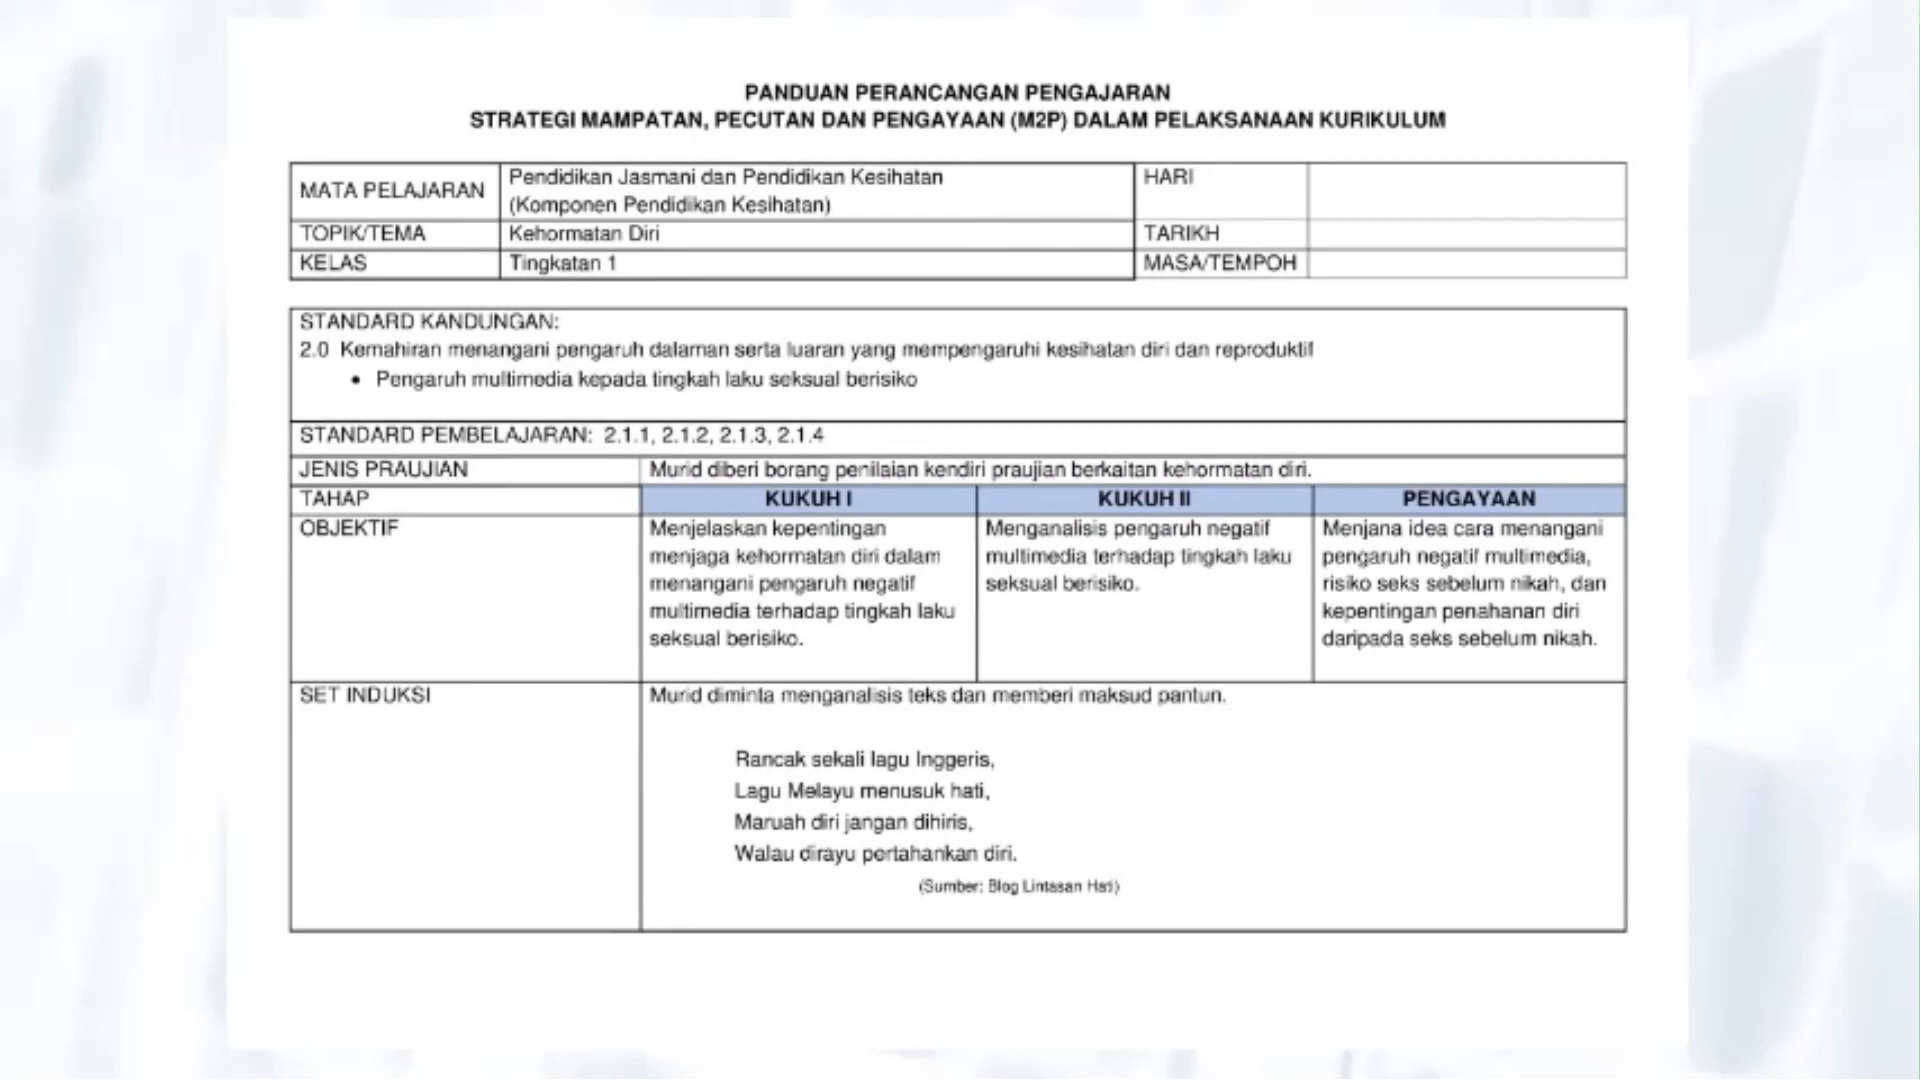 PANDUAN PERANCANGAN PENGAJARAN
STRATEGI MAMPATAN, PECUTAN DAN PENGAYAAN (M2P) DALAM PELAKSANAAN KURIKULUM
MATA PELAJARAN
Pendidikan Jasmani dan Pendidikan Kesihatan
(Komponen Pendidikan Kesihatan)
HARI
TOPIK/TEMA
Kehormatan Diri
TARIKH
KELAS
Tingkatan 1
MASA/TEMPOH
STANDARD KANDUNGAN:
2.0 Kemahiran menangani pengaruh dalaman serta luaran yang mempengaruhi kesihatan diri dan reproduktif
• Pengaruh multimedia kepada tingkah laku seksual berisiko
STANDARD PEMBELAJARAN: 2.1.1, 2.1.2, 2.1.3, 2.1.4
JENIS PRAUJIAN
Murid diberi borang penilaian kendiri praujian berkaitan kehormatan diri.
TAHAP
KUKUH I
KUKUH II
PENGAYAAN
OBJEKTIF
Menjelaskan kepentingan
menjaga kehormatan diri dalam
menangani pengaruh negatif
multimedia terhadap tingkah laku
seksual berisiko.
Menganalisis pengaruh negatif
multimedia terhadap tingkah laku
seksual berisiko.
Menjana idea cara menangani
pengaruh negatif multimedia,
risiko seks sebelum nikah, dan
kepentingan penahanan diri
daripada seks sebelum nikah.
SET INDUKSI
Murid diminta menganalisis teks dan memberi maksud pantun.
Rancak sekali lagu Inggeris,
Lagu Melayu menusuk hati,
Maruah diri jangan dihiris,
Walau dirayu pertahankan diri.
(Sumber: Blog Lintasan Hati)